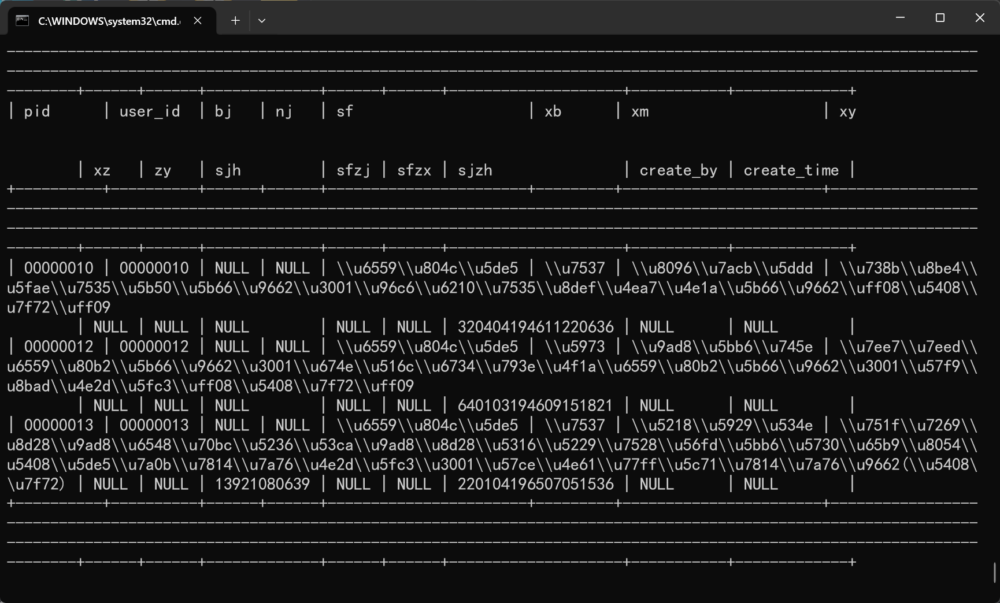 C:\WINDOWS\system32\cmd.
| pid | user_id | bj | nj | sf | xb | xm | xy
| xz | zy | sjh | sfzj | sfzx | sjzh | create_by | create_time |
| 00000010 | 00000010 | NULL | NULL | \\u6559\\u804c\\u5de5 | \\u7537 | \\u8096\\u7acb\\u5ddd | \\u738b\\u8be4\\
u5fae\\u7535\\u5b50\\u5b66\\u9662\\u3001\\u96c6\\u6210\\u7535\\u8def\\u4ea7\\u4e1a\\u5b66\\u9662\\uff08\\u5408\\
u7f72\\uff09
| NULL | NULL | NULL | NULL | NULL | 320404194611220636 | NULL | NULL |
| 00000012 | 00000012 | NULL | NULL | \\u6559\\u804c\\u5de5 | \\u5973 | \\u9ad8\\u5bb6\\u745e | \\u7ee7\\u7eed\\
u6559\\u80b2\\u5b66\\u9662\\u3001\\u674e\\u516c\\u6734\\u793e\\u4f1a\\u6559\\u80b2\\u5b66\\u9662\\u3001\\u57f9\\
u8bad\\u4e2d\\u5fc3\\uff08\\u5408\\u7f72\\uff09
| NULL | NULL | NULL | NULL | NULL | 640103194609151821 | NULL | NULL |
| 00000013 | 00000013 | NULL | NULL | \\u6559\\u804c\\u5de5 | \\u7537 | \\u5218\\u5929\\u534e | \\u751f\\u7269\\
u8d28\\u9ad8\\u6548\\u70bc\\u5236\\u53ca\\u9ad8\\u8d28\\u5316\\u5229\\u7528\\u56fd\\u5bb6\\u5730\\u65b9\\u8054\\
u5408\\u5de5\\u7a0b\\u7814\\u7a76\\u4e2d\\u5fc3\\u3001\\u57ce\\u4e61\\u77ff\\u5c71\\u7814\\u7a76\\u9662(\\u5408\
\u7f72) | NULL | NULL | 13921080639 | NULL | NULL | 220104196507051536 | NULL | NULL |